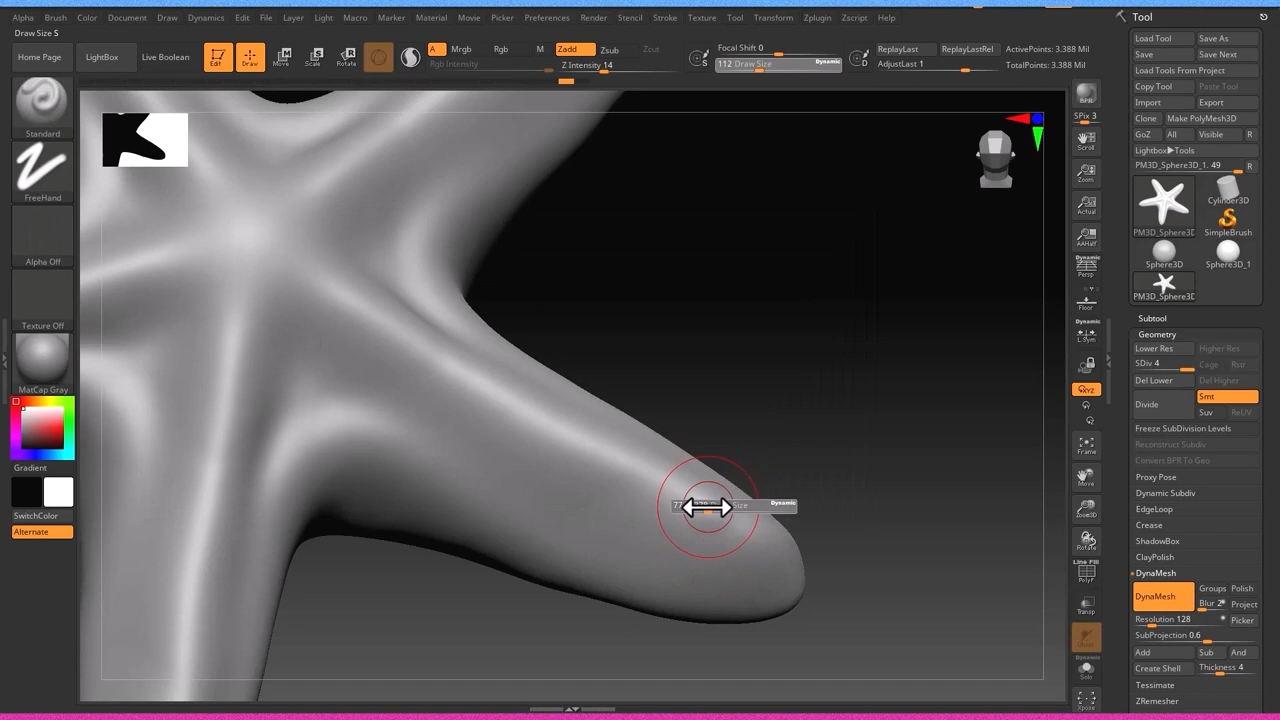 Alpha Brush Color Document Draw Dynamics Edit File Layer Light Macro Marker Material Movie Picker Preferences Render Stencil Stroke Texture Tool Transform Zplugin Zscript Help
Draw Size S
Home Page
LightBox
Live Boolean
Edit
Draw
Move
Scale
Rotate
A
Mrgb
Rgb
M
Rgb Intensity
Zadd
Zsub
Zcut
Z Intensity 14
S
Focal Shift 0
112 Draw Size
Dynamic
D
ReplayLast
ReplayLastRel
AdjustLast 1
ActivePoints: 3.388 Mil
TotalPoints: 3.388 Mil
Standard
FreeHand
Alpha Off
Texture Off
MatCap Gray
Gradient
SwitchColor
Alternate
Size
Dynamic
BPR
SPix 3
Scroll
Zoom
Actual
AAHalf
Dynamic
Persp
Floor
Dynamic
L.Sym
XYZ
Frame
Move
Zoom3D
Rotate
Line Fill
PolyF
Transp
Dynamic
Solo
Xpose
Tool
Load Tool
Save As
Save
Save Next
Load Tools From Project
Copy Tool
Paste Tool
Import
Export
Clone
Make PolyMesh3D
GoZ
All
Visible
R
Lightbox▶Tools
PM3D_Sphere3D_1. 49
R
PM3D_Sphere3D
Cylinder3D
SimpleBrush
Sphere3D
Sphere3D_1
PM3D_Sphere3D
Subtool
Geometry
Lower Res
Higher Res
SDiv 4
Cage
Rstr
Del Lower
Del Higher
Divide
Smt
Suv
ReUV
Freeze SubDivision Levels
Reconstruct Subdiv
Convert BPR To Geo
Proxy Pose
Dynamic Subdiv
EdgeLoop
Crease
ShadowBox
ClayPolish
DynaMesh
DynaMesh
Groups
Polish
Blur 2
Project
Resolution 128
Picker
SubProjection 0.6
Add
Sub
And
Create Shell
Thickness 4
Tessimate
ZRemesher